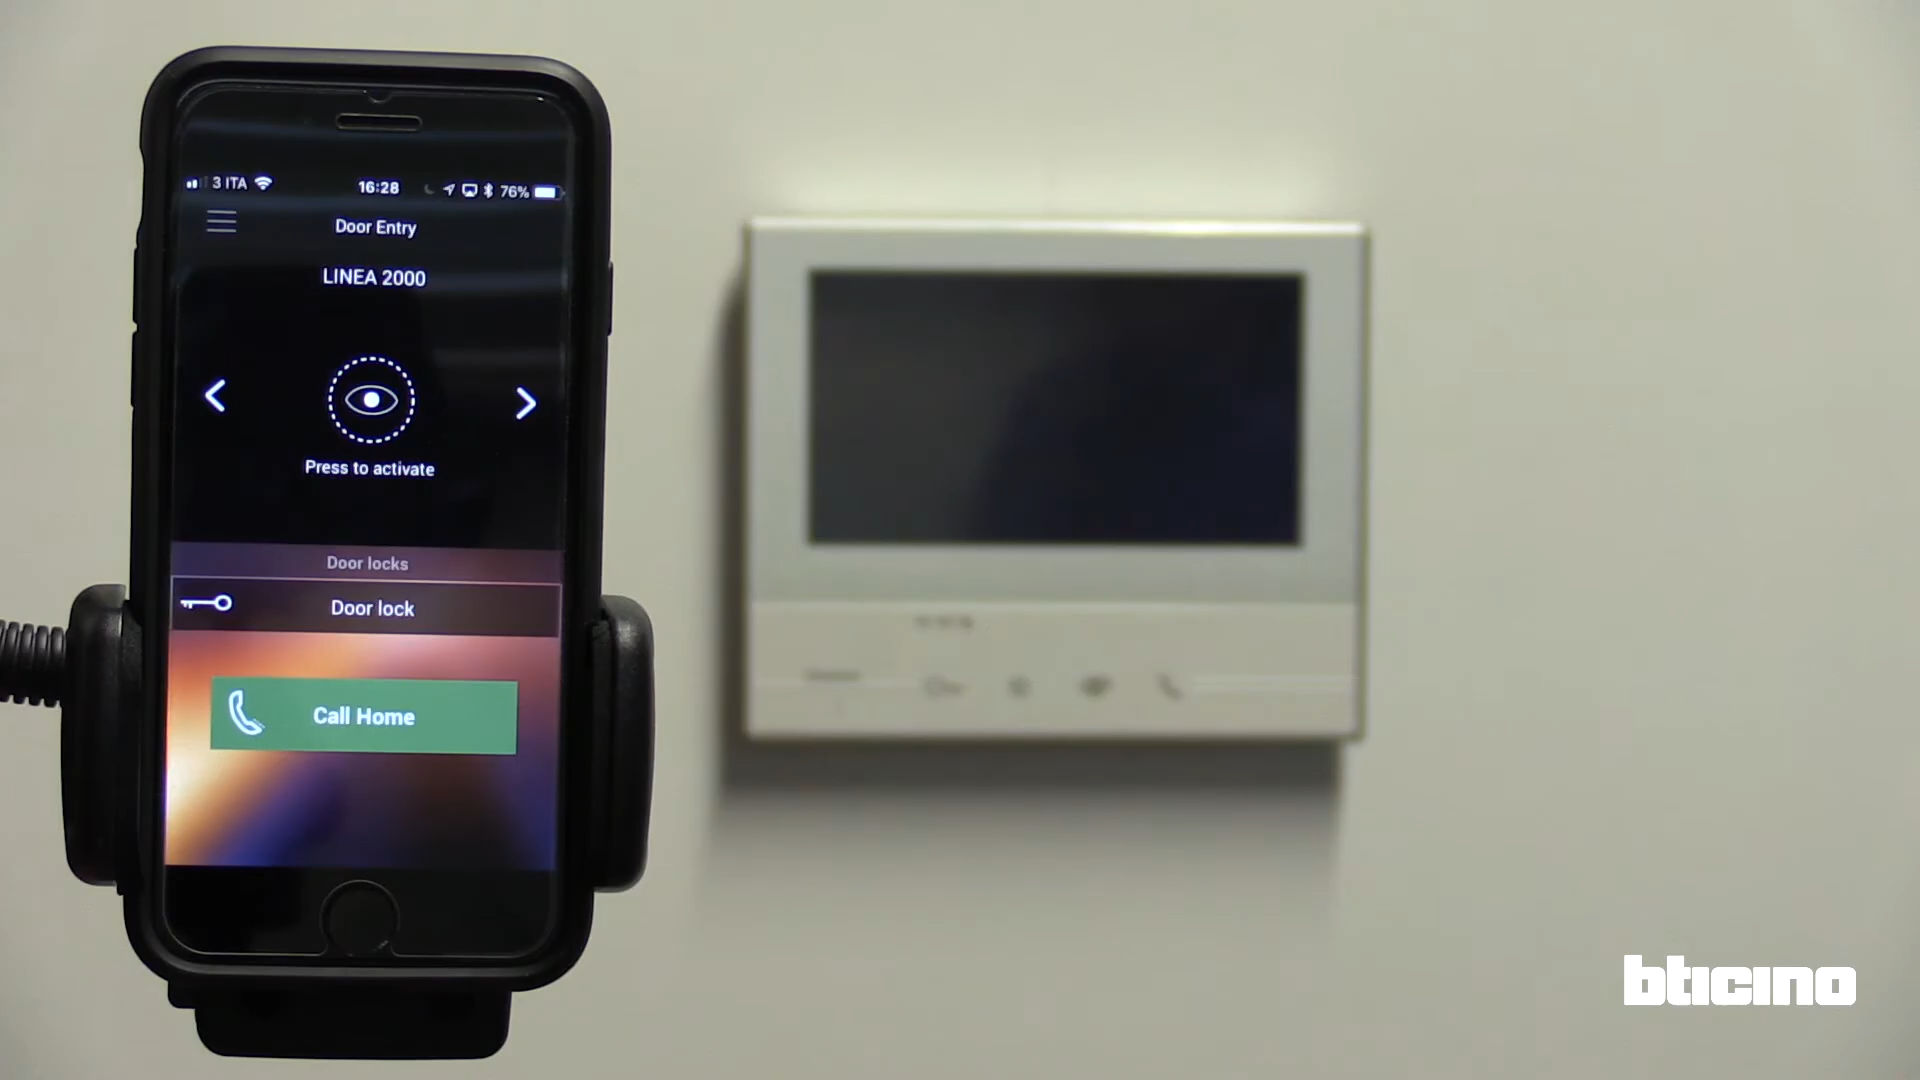 3 ITA
16:28
76%
Door Entry
LINEA 2000
Press to activate
Door locks
Door lock
Call Home
bticino